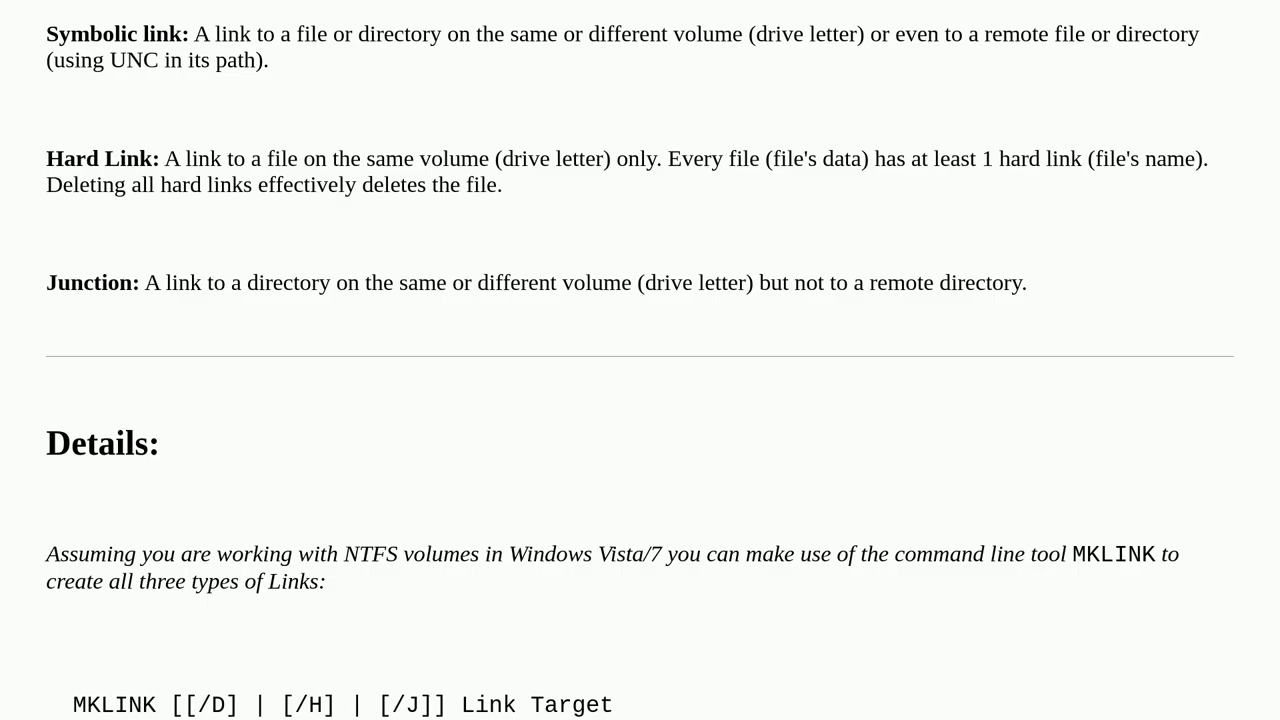 Symbolic link: A link to a file or directory on the same or different volume (drive letter) or even to a remote file or directory
(using UNC in its path).
Hard Link: A link to a file on the same volume (drive letter) only. Every file (file's data) has at least 1 hard link (file's name).
Deleting all hard links effectively deletes the file.
Junction: A link to a directory on the same or different volume (drive letter) but not to a remote directory.
Details:
Assuming you are working with NTFS volumes in Windows Vista/7 you can make use of the command line tool MKLINK to
create all three types of Links:
MKLINK [[/D] | [/H] | [/J]] Link Target